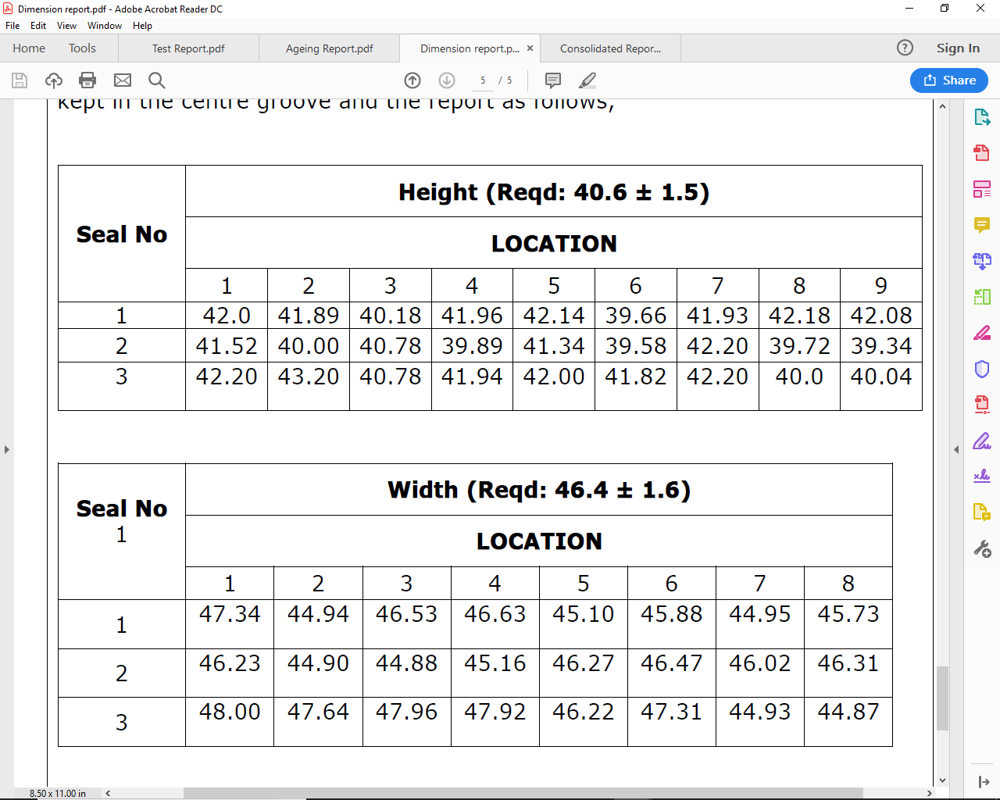 Dimension report.pdf - Adobe Acrobat Reader DC
File Edit View Window Help
Home Tools Test Report.pdf Ageing Report.pdf Dimension report.p... × Consolidated Repor... ? Sign In
5 / 5 Share
kept in the centre groove and the report as follows,
Seal No Height (Reqd: 40.6 ± 1.5)
LOCATION
1 2 3 4 5 6 7 8 9
1 42.0 41.89 40.18 41.96 42.14 39.66 41.93 42.18 42.08
2 41.52 40.00 40.78 39.89 41.34 39.58 42.20 39.72 39.34
3 42.20 43.20 40.78 41.94 42.00 41.82 42.20 40.0 40.04
Seal No Width (Reqd: 46.4 ± 1.6)
1 LOCATION
1 2 3 4 5 6 7 8
1 47.34 44.94 46.53 46.63 45.10 45.88 44.95 45.73
2 46.23 44.90 44.88 45.16 46.27 46.47 46.02 46.31
3 48.00 47.64 47.96 47.92 46.22 47.31 44.93 44.87
8.50 x 11.00 in